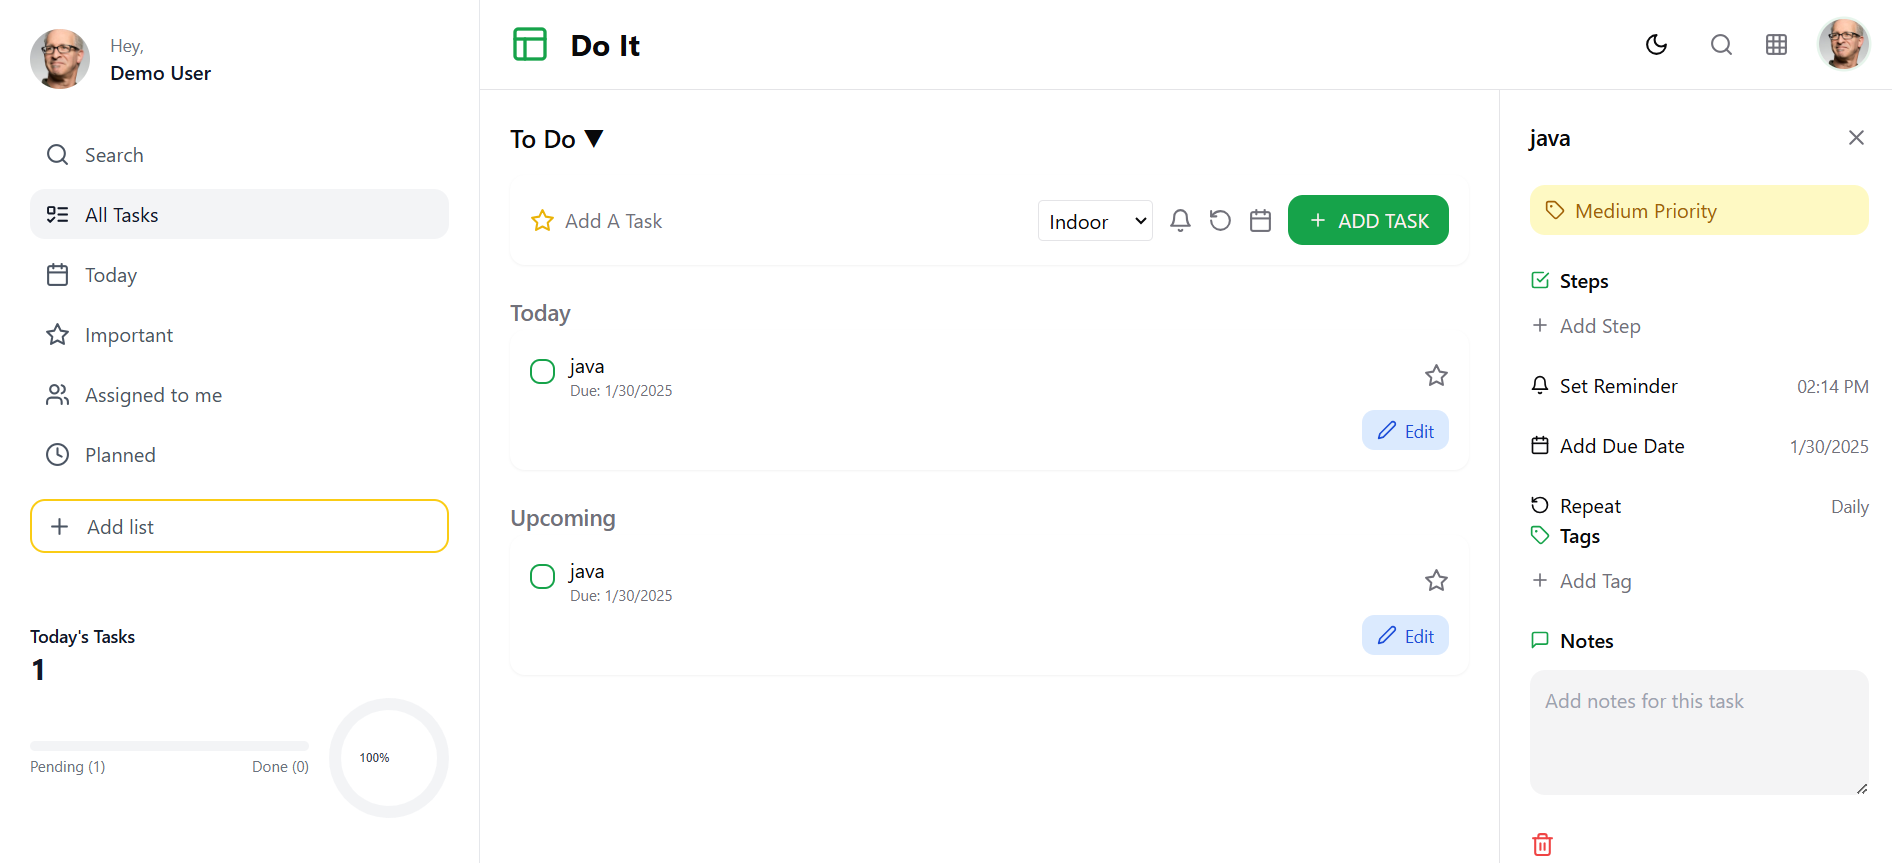 Hey,
Demo User
Search
All Tasks
Today
Important
Assigned to me
Planned
Add list
Today's Tasks
1
Pending (1)
Done (0)
100%
Do It
To Do ▼
Add A Task
Indoor
ADD TASK
Today
java
Due: 1/30/2025
Edit
Upcoming
java
Due: 1/30/2025
Edit
java
Medium Priority
Steps
Add Step
Set Reminder 02:14 PM
Add Due Date 1/30/2025
Repeat Daily
Tags
Add Tag
Notes
Add notes for this task